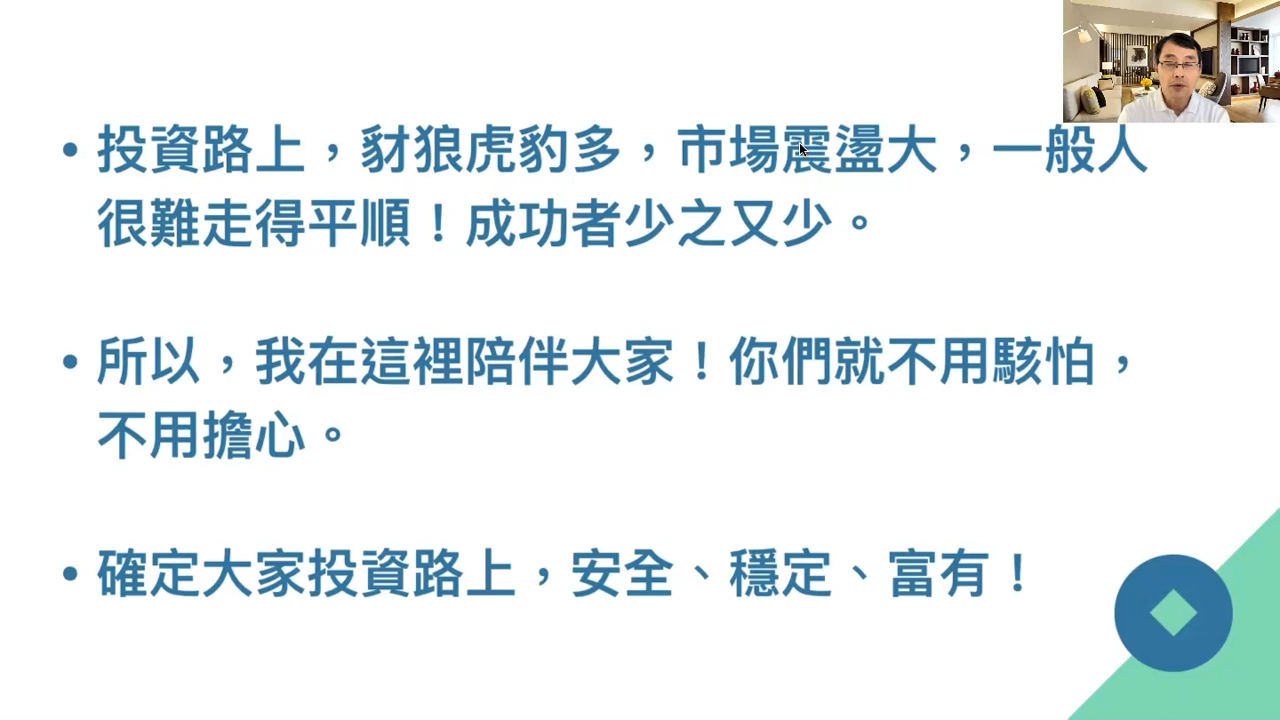 • 投資路上，豺狼虎豹多，市場震盪大，一般人
很難走得平順！成功者少之又少。
• 所以，我在這裡陪伴大家！你們就不用駭怕，
不用擔心。
• 確定大家投資路上，安全、穩定、富有！